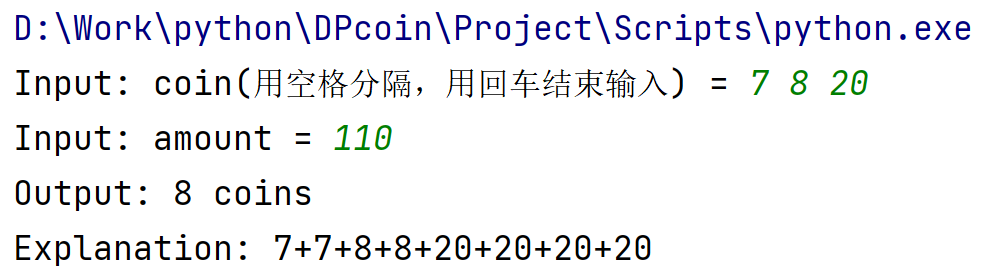 D:\Work\python\DPcoin\Project\Scripts\python.exe
Input: coin(用空格分隔，用回车结束输入) = 7 8 20
Input: amount = 110
Output: 8 coins
Explanation: 7+7+8+8+20+20+20+20